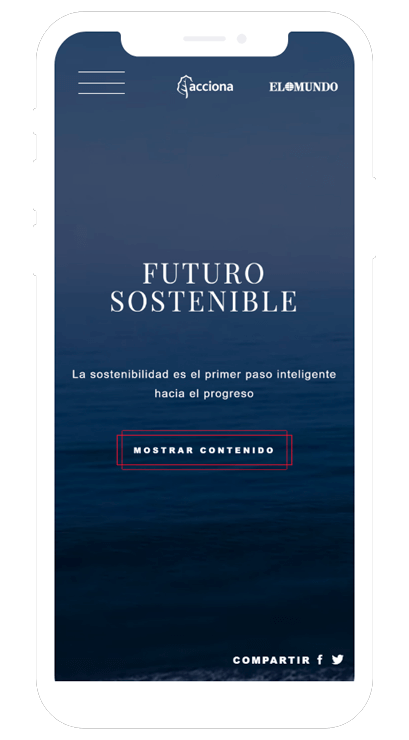 acciona
EL MUNDO
FUTURO
SOSTENIBLE
La sostenibilidad es el primer paso inteligente
hacia el progreso
MOSTRAR CONTENIDO
COMPARTIR